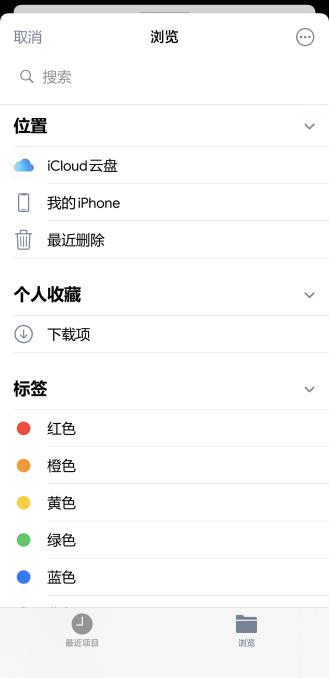 取消
浏览
搜索
位置
iCloud云盘
我的iPhone
最近删除
个人收藏
下载项
标签
红色
橙色
黄色
绿色
蓝色
最近项目
浏览